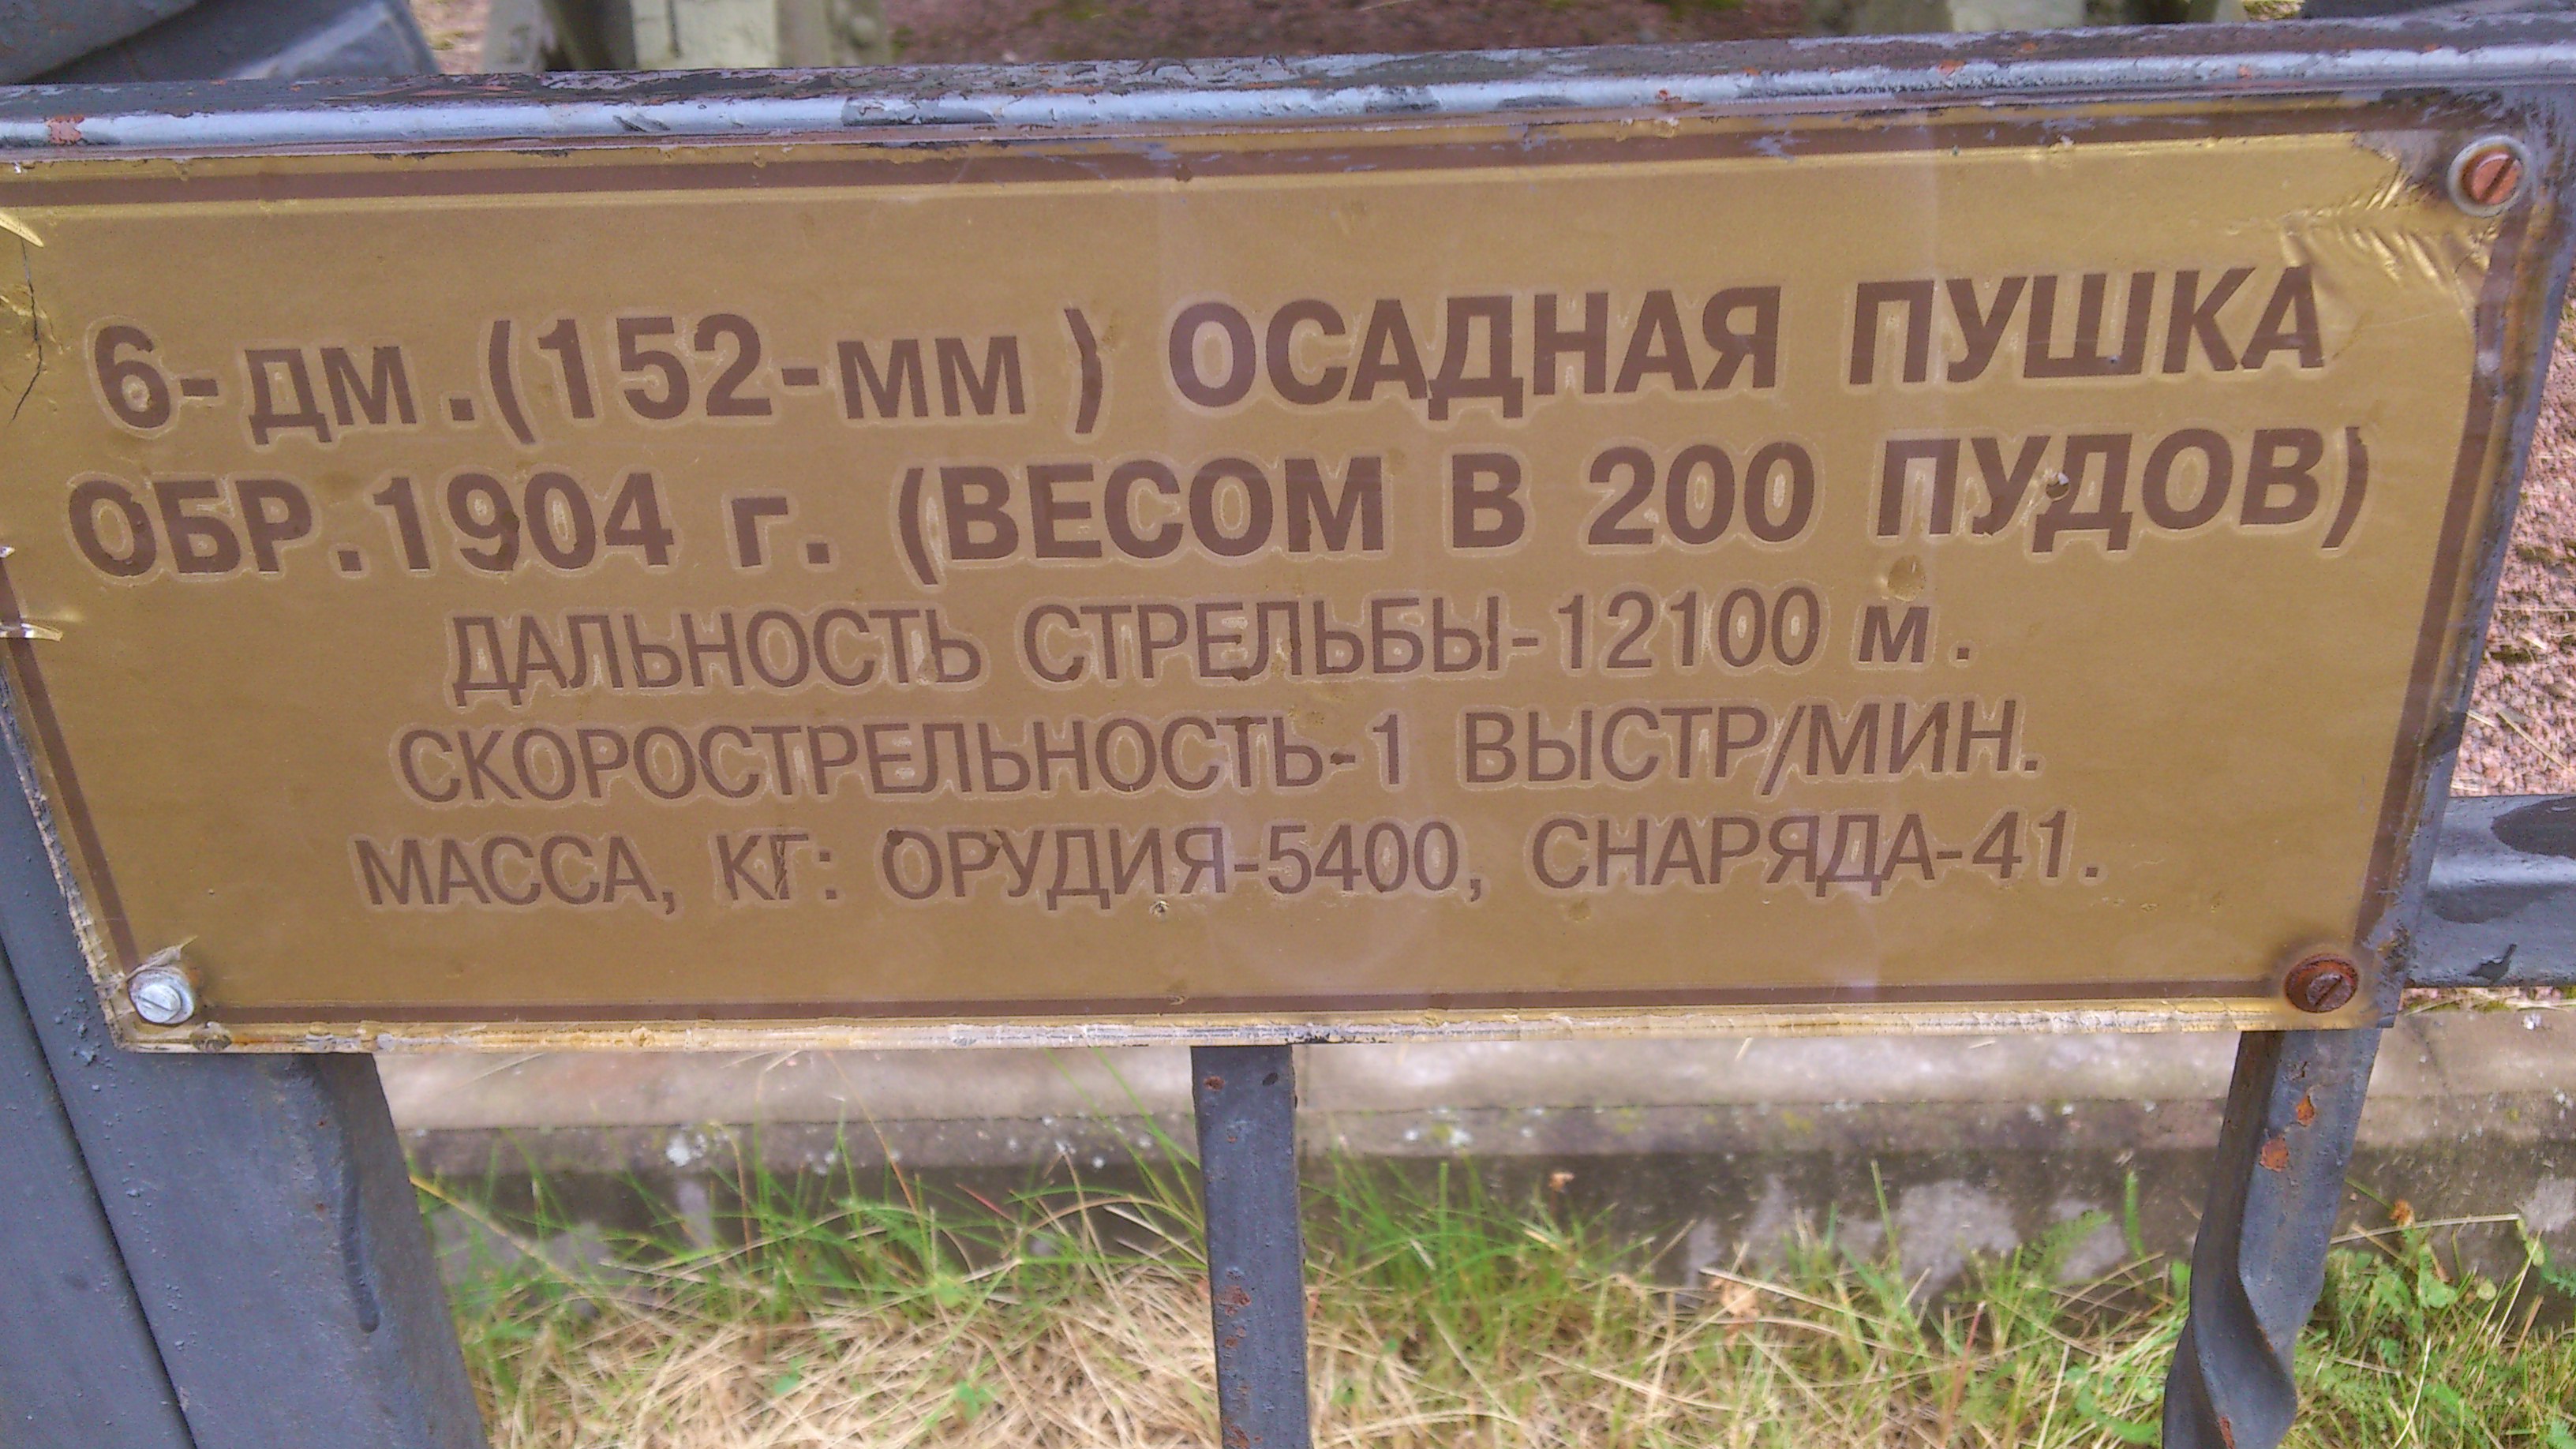 6-дм.(152-мм) ОСАДНАЯ ПУШКА
ОБР.1904 г. (ВЕСОМ В 200 ПУДОВ)
ДАЛЬНОСТЬ СТРЕЛЬБЫ-12100 м.
СКОРОСТРЕЛЬНОСТЬ-1 ВЫСТР/МИН.
МАССА, КГ: ОРУДИЯ-5400, СНАРЯДА-41.